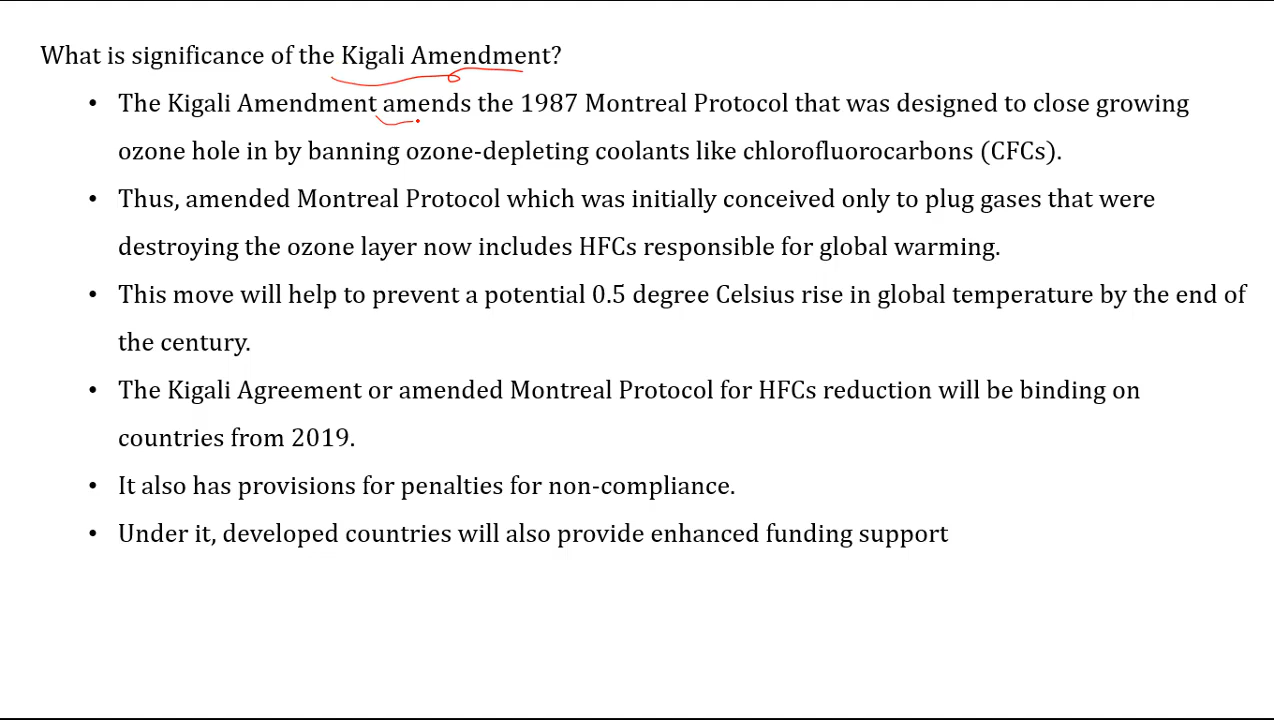 What is significance of the Kigali Amendment?
• The Kigali Amendment amends the 1987 Montreal Protocol that was designed to close growing
ozone hole in by banning ozone-depleting coolants like chlorofluorocarbons (CFCs).
• Thus, amended Montreal Protocol which was initially conceived only to plug gases that were
destroying the ozone layer now includes HFCs responsible for global warming.
• This move will help to prevent a potential 0.5 degree Celsius rise in global temperature by the end of
the century.
• The Kigali Agreement or amended Montreal Protocol for HFCs reduction will be binding on
countries from 2019.
• It also has provisions for penalties for non-compliance.
• Under it, developed countries will also provide enhanced funding support